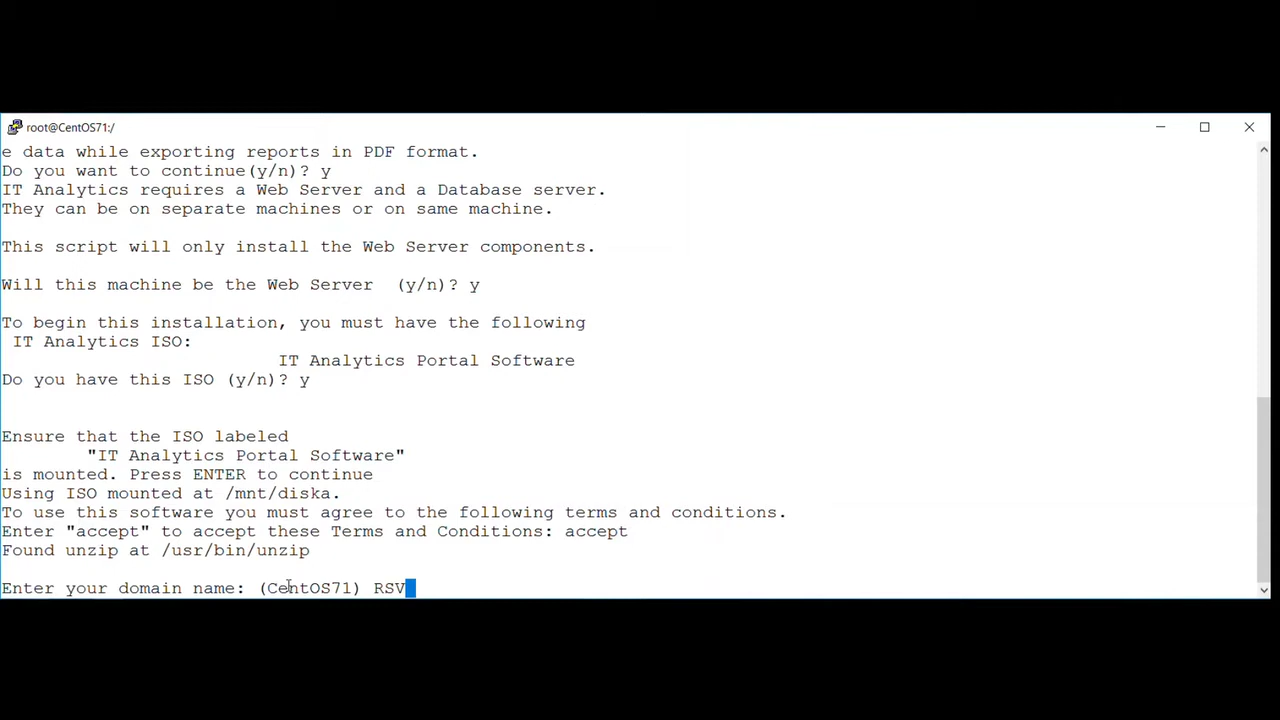 root@CentOS71:/
e data while exporting reports in PDF format.
Do you want to continue(y/n)? y
IT Analytics requires a Web Server and a Database server.
They can be on separate machines or on same machine.
This script will only install the Web Server components.
Will this machine be the Web Server  (y/n)? y
To begin this installation, you must have the following
IT Analytics ISO:
IT Analytics Portal Software
Do you have this ISO (y/n)? y
Ensure that the ISO labeled
"IT Analytics Portal Software"
is mounted. Press ENTER to continue
Using ISO mounted at /mnt/diska.
To use this software you must agree to the following terms and conditions.
Enter "accept" to accept these Terms and Conditions: accept
Found unzip at /usr/bin/unzip
Enter your domain name: (CentOS71) RSV